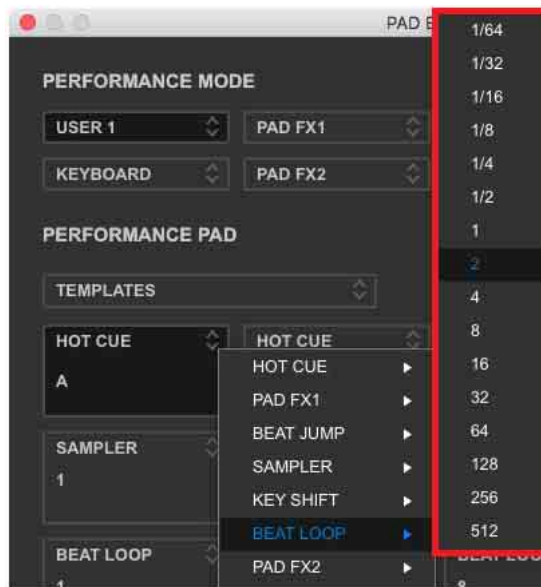 PAD E
PERFORMANCE MODE
USER 1
PAD FX1
KEYBOARD
PAD FX2
PERFORMANCE PAD
TEMPLATES
HOT CUE
A
HOT CUE
SAMPLER
1
BEAT LOOP
1
HOT CUE
PAD FX1
BEAT JUMP
SAMPLER
KEY SHIFT
BEAT LOOP
PAD FX2
1/64
1/32
1/16
1/8
1/4
1/2
1
2
4
8
16
32
64
128
256
512